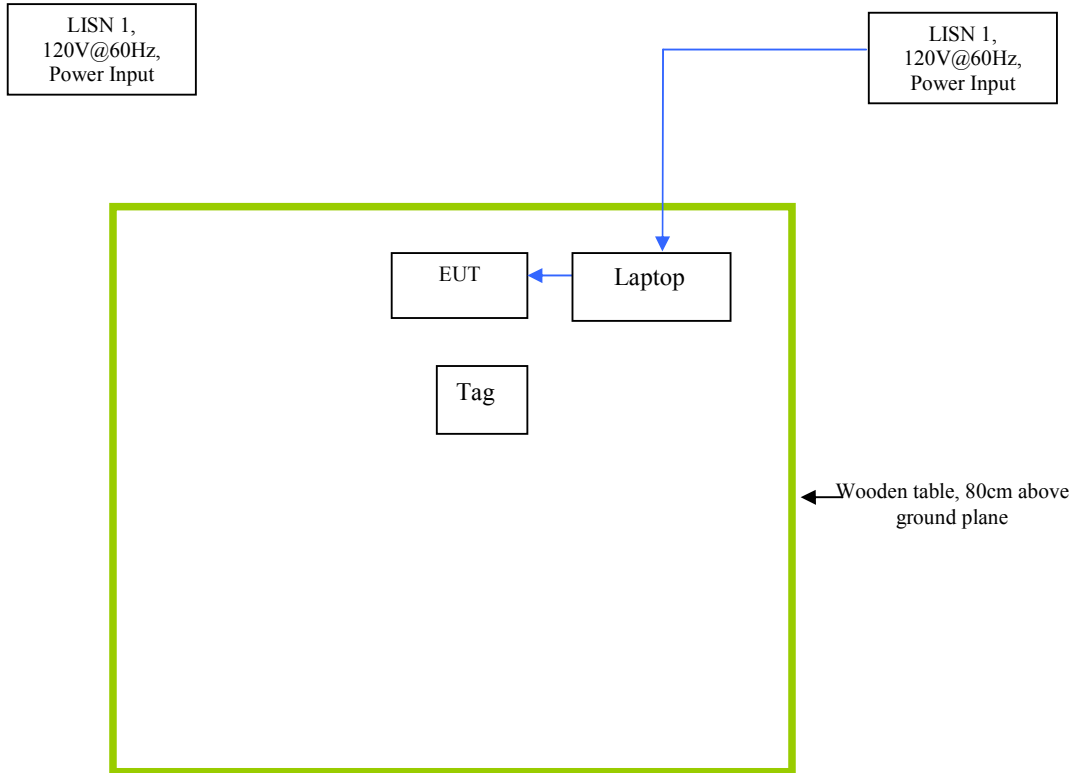 LISN 1,
120V@60Hz,
Power Input
LISN 1,
120V@60Hz,
Power Input
EUT
Laptop
Tag
Wooden table, 80cm above
ground plane